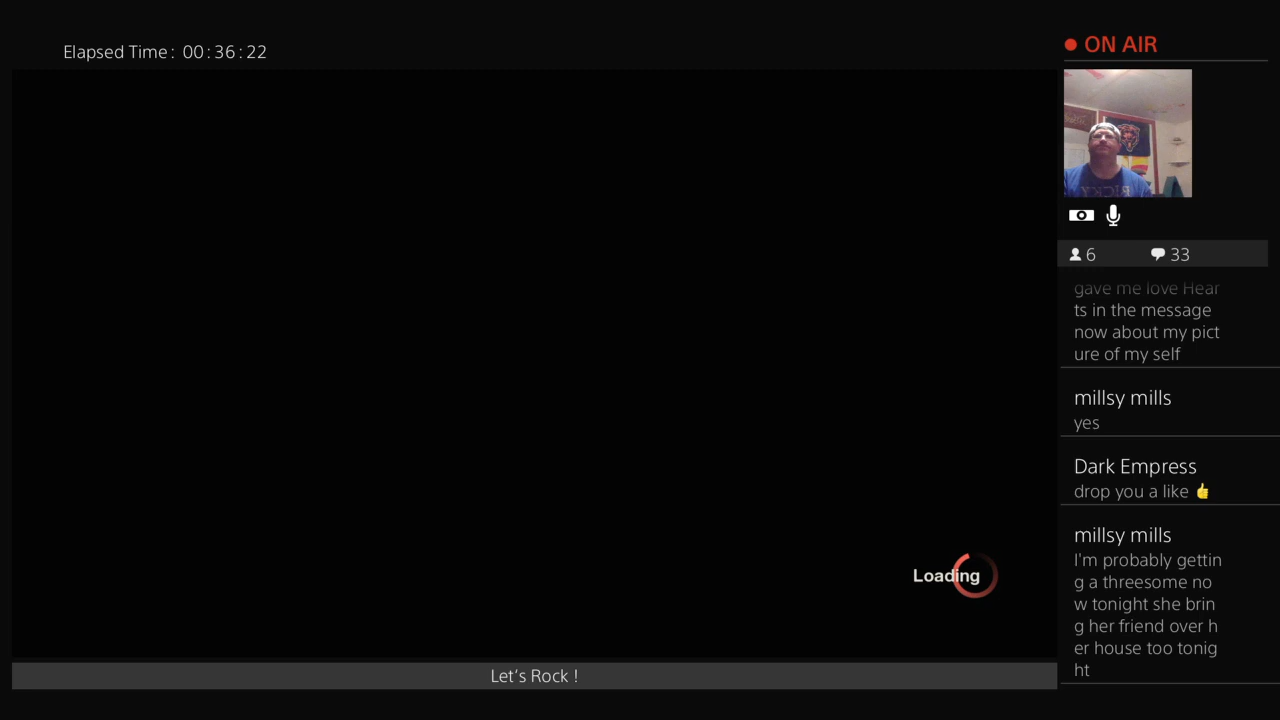 Elapsed Time: 00:36:22
ON AIR
6 33
gave me love Hear
ts in the message
now about my pict
ure of my self
millsy mills
yes
Dark Empress
drop you a like 👍
millsy mills
I'm probably gettin
g a threesome no
w tonight she brin
g her friend over h
er house too tonig
ht
Loading
Let's Rock !